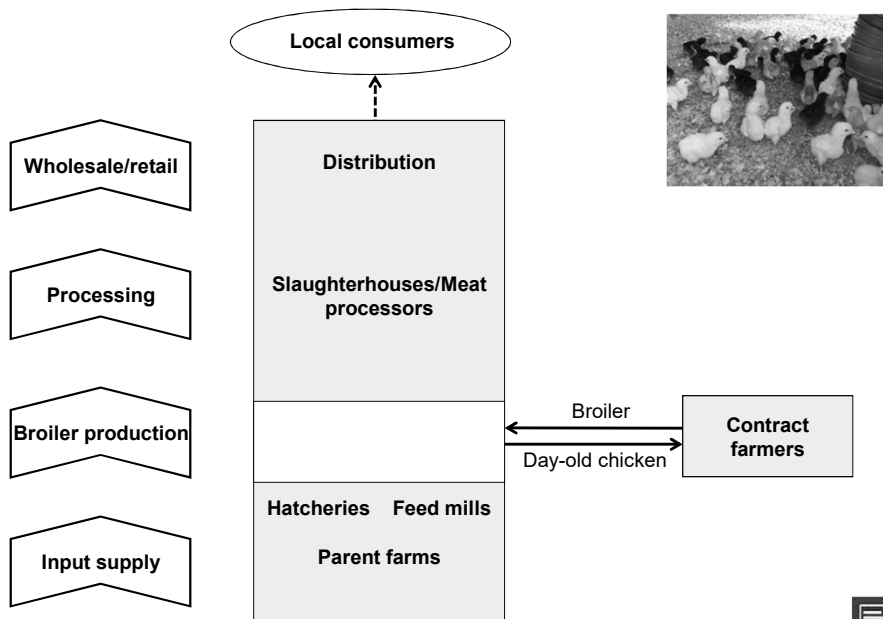 Local consumers
Wholesale/retail
Distribution
Processing
Slaughterhouses/Meat
processors
Broiler production
Broiler
Day-old chicken
Contract
farmers
Hatcheries Feed mills
Input supply
Parent farms